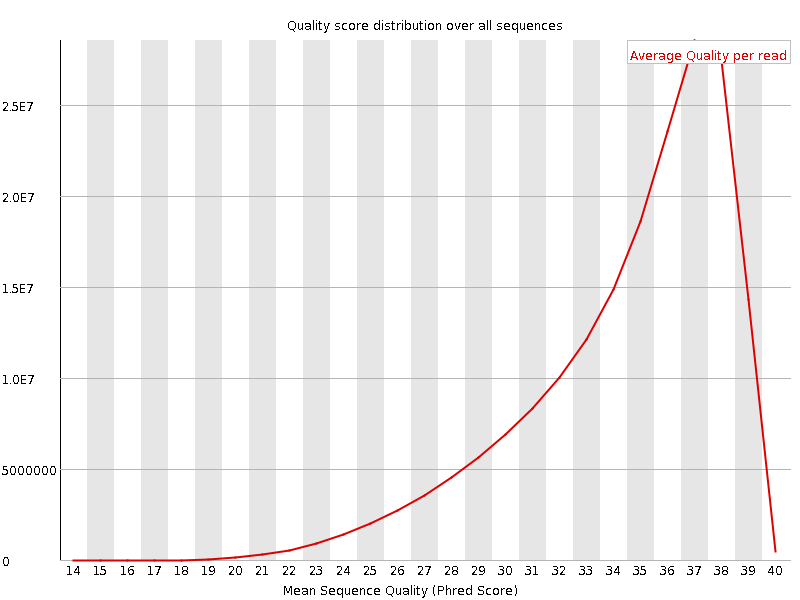 Quality score distribution over all sequences
Average Quality per read
2.5E7
2.0E7
1.5E7
1.0E7
5000000
0
14 15 16 17 18 19 20 21 22 23 24 25 26 27 28 29 30 31 32 33 34 35 36 37 38 39 40
Mean Sequence Quality (Phred Score)